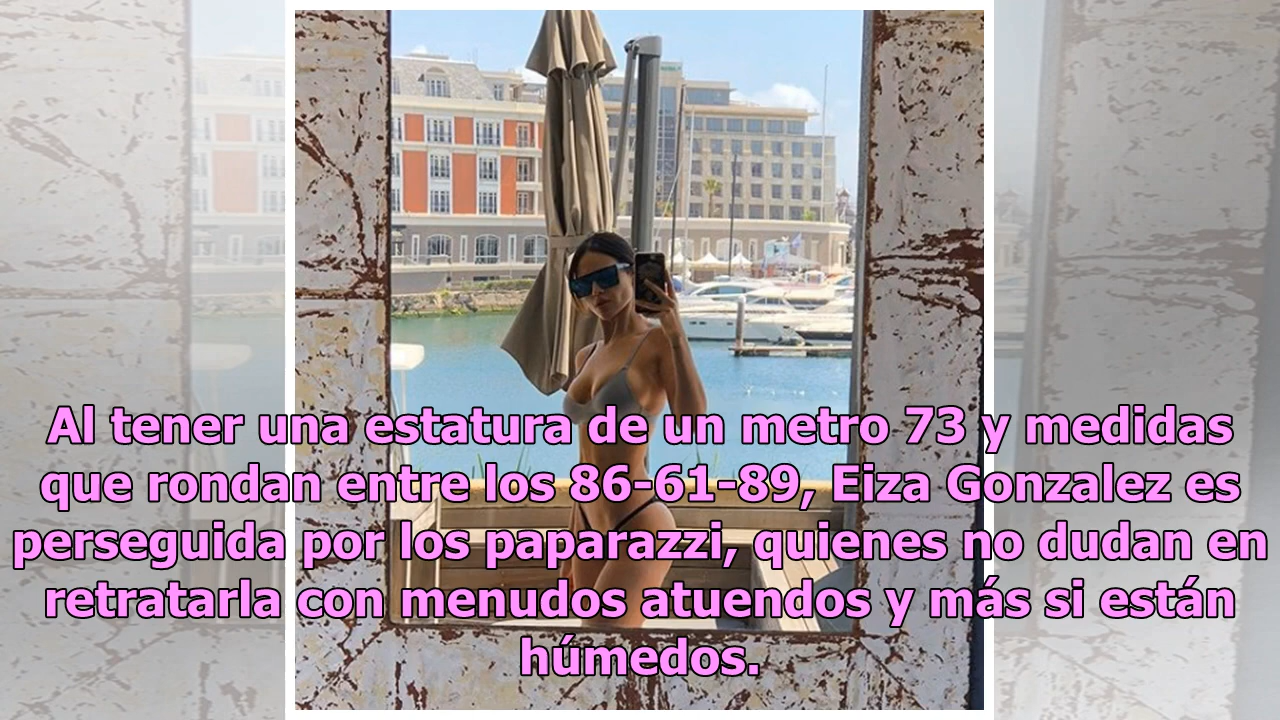 Al tener una estatura de un metro 73 y medidas
que rondan entre los 86-61-89, Eiza Gonzalez es
perseguida por los paparazzi, quienes no dudan en
retratarla con menudos atuendos y más si están
húmedos.